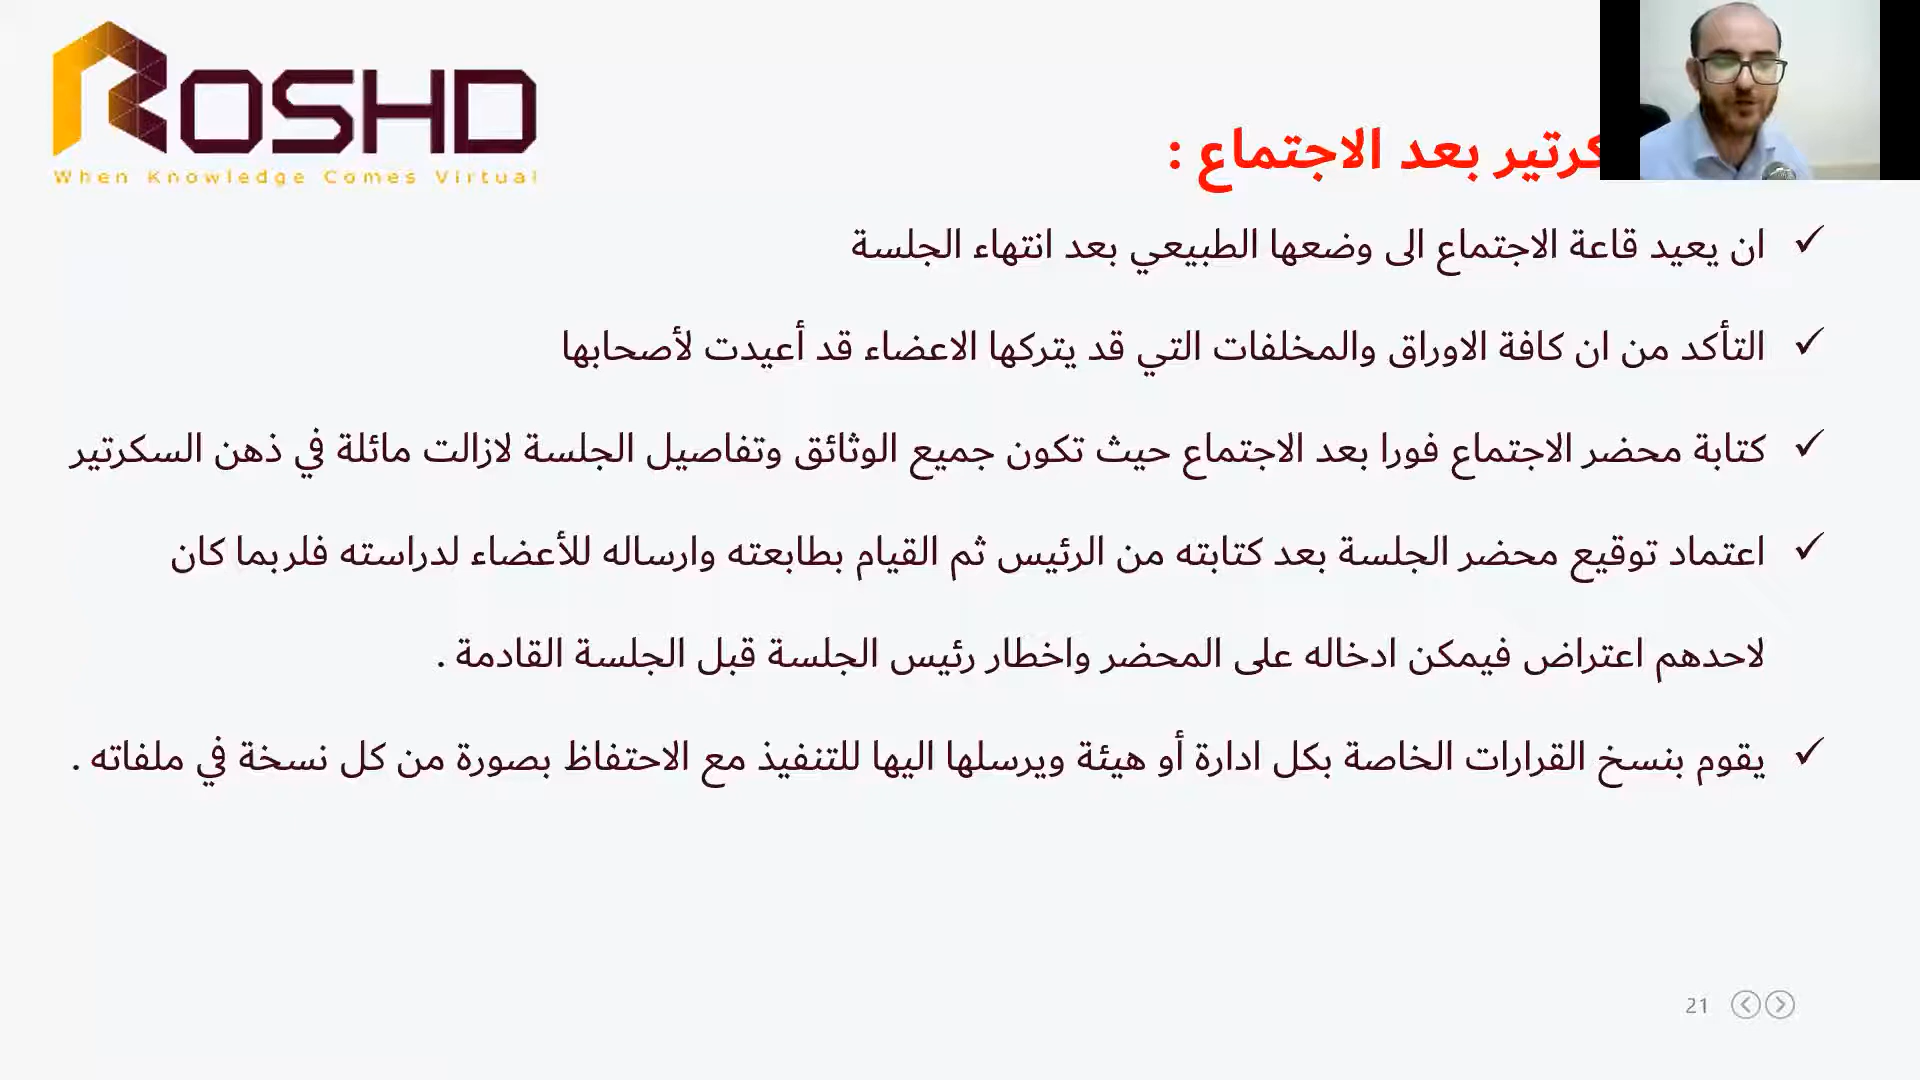 ROSHD
When Knowledge Comes Virtual
بعد الاجتماع :
ان يعيد قاعة الاجتماع الى وضعها الطبيعي بعد انتهاء الجلسة
التأكد من ان كافة الاوراق والمخلفات التي قد يتركها الاعضاء قد أعيدت لأصحابها
كتابة محضر الاجتماع فورا بعد الاجتماع حيث تكون جميع الوثائق وتفاصيل الجلسة لازالت مائلة في ذهن السكرتير
اعتماد توقيع محضر الجلسة بعد كتابته من الرئيس ثم القيام بطابعته وارساله للأعضاء لدراسته فلربما كان
لاحدهم اعتراض فيمكن ادخاله على المحضر واخطار رئيس الجلسة قبل الجلسة القادمة .
يقوم بنسخ القرارات الخاصة بكل ادارة أو هيئة ويرسلها اليها للتنفيذ مع الاحتفاظ بصورة من كل نسخة في ملفاته .
21